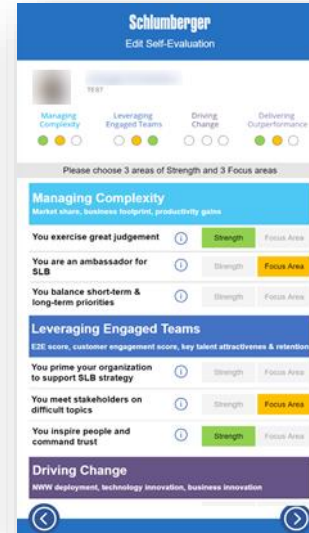 Schlumberger
Edit Self-Evaluation
TEST
Managing Complexity
Leveraging Engaged Teams
Driving Change
Delivering Outperformance
Please choose 3 areas of Strength and 3 Focus areas
Managing Complexity
Market share, business footprint, productivity gains
You exercise great judgement
Strength Focus Area
You are an ambassador for
SLB
Strength Focus Area
You balance short-term &
long-term priorities
Strength Focus Area
Leveraging Engaged Teams
E2E score, customer engagement score, key talent attractivenes & retention
You prime your organization
to support SLB strategy
Strength Focus Area
You meet stakeholders on
difficult topics
Strength Focus Area
You inspire people and
command trust
Strength Focus Area
Driving Change
NWW deployment, technology innovation, business innovation